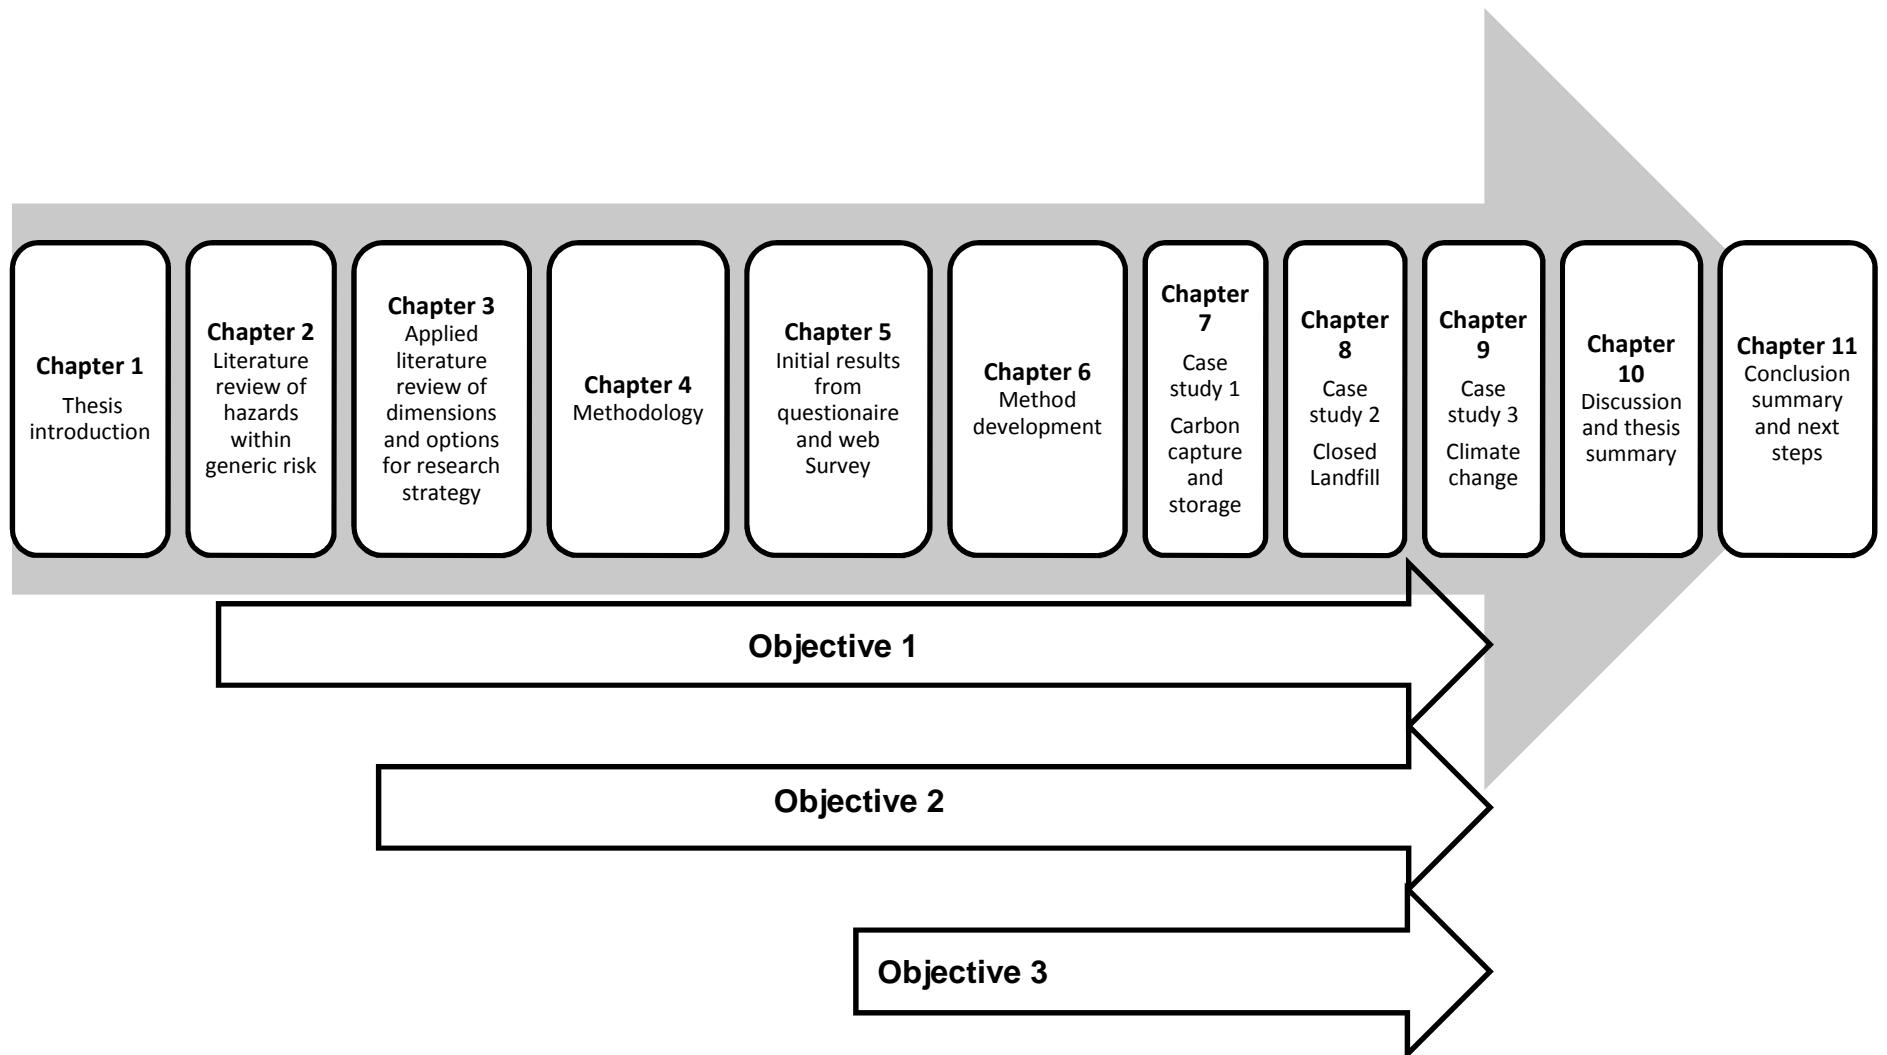 Chapter 1
Thesis
introduction
Chapter 2
Literature
review of
hazards
within
generic risk
Chapter 3
Applied
literature
review of
dimensions
and options
for research
strategy
Chapter 4
Methodology
Chapter 5
Initial results
from
questionaire
and web
Survey
Chapter 6
Method
development
Chapter
7
Case
study 1
Carbon
capture
and
storage
Chapter
8
Case
study 2
Closed
Landfill
Chapter
9
Case
study 3
Climate
change
Chapter
10
Discussion
and thesis
summary
Chapter 11
Conclusion
summary
and next
steps
Objective 1
Objective 2
Objective 3